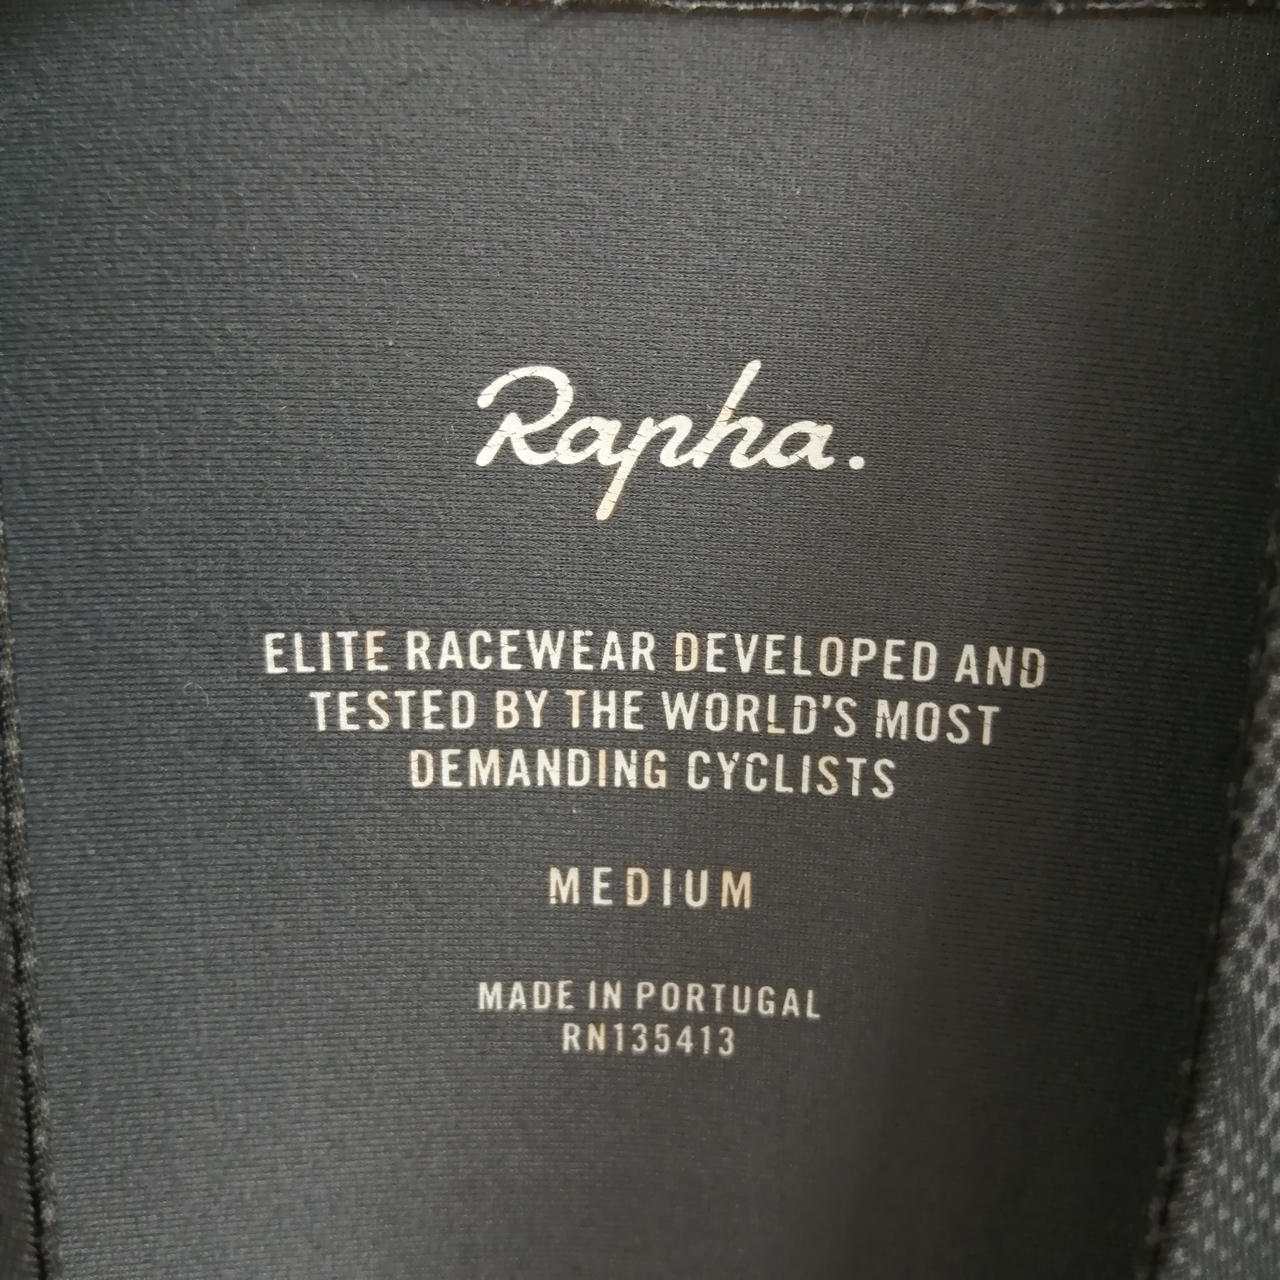 Rapha.
ELITE RACEWEAR DEVELOPED AND
TESTED BY THE WORLD'S MOST
DEMANDING CYCLISTS
MEDIUM
MADE IN PORTUGAL
RN135413